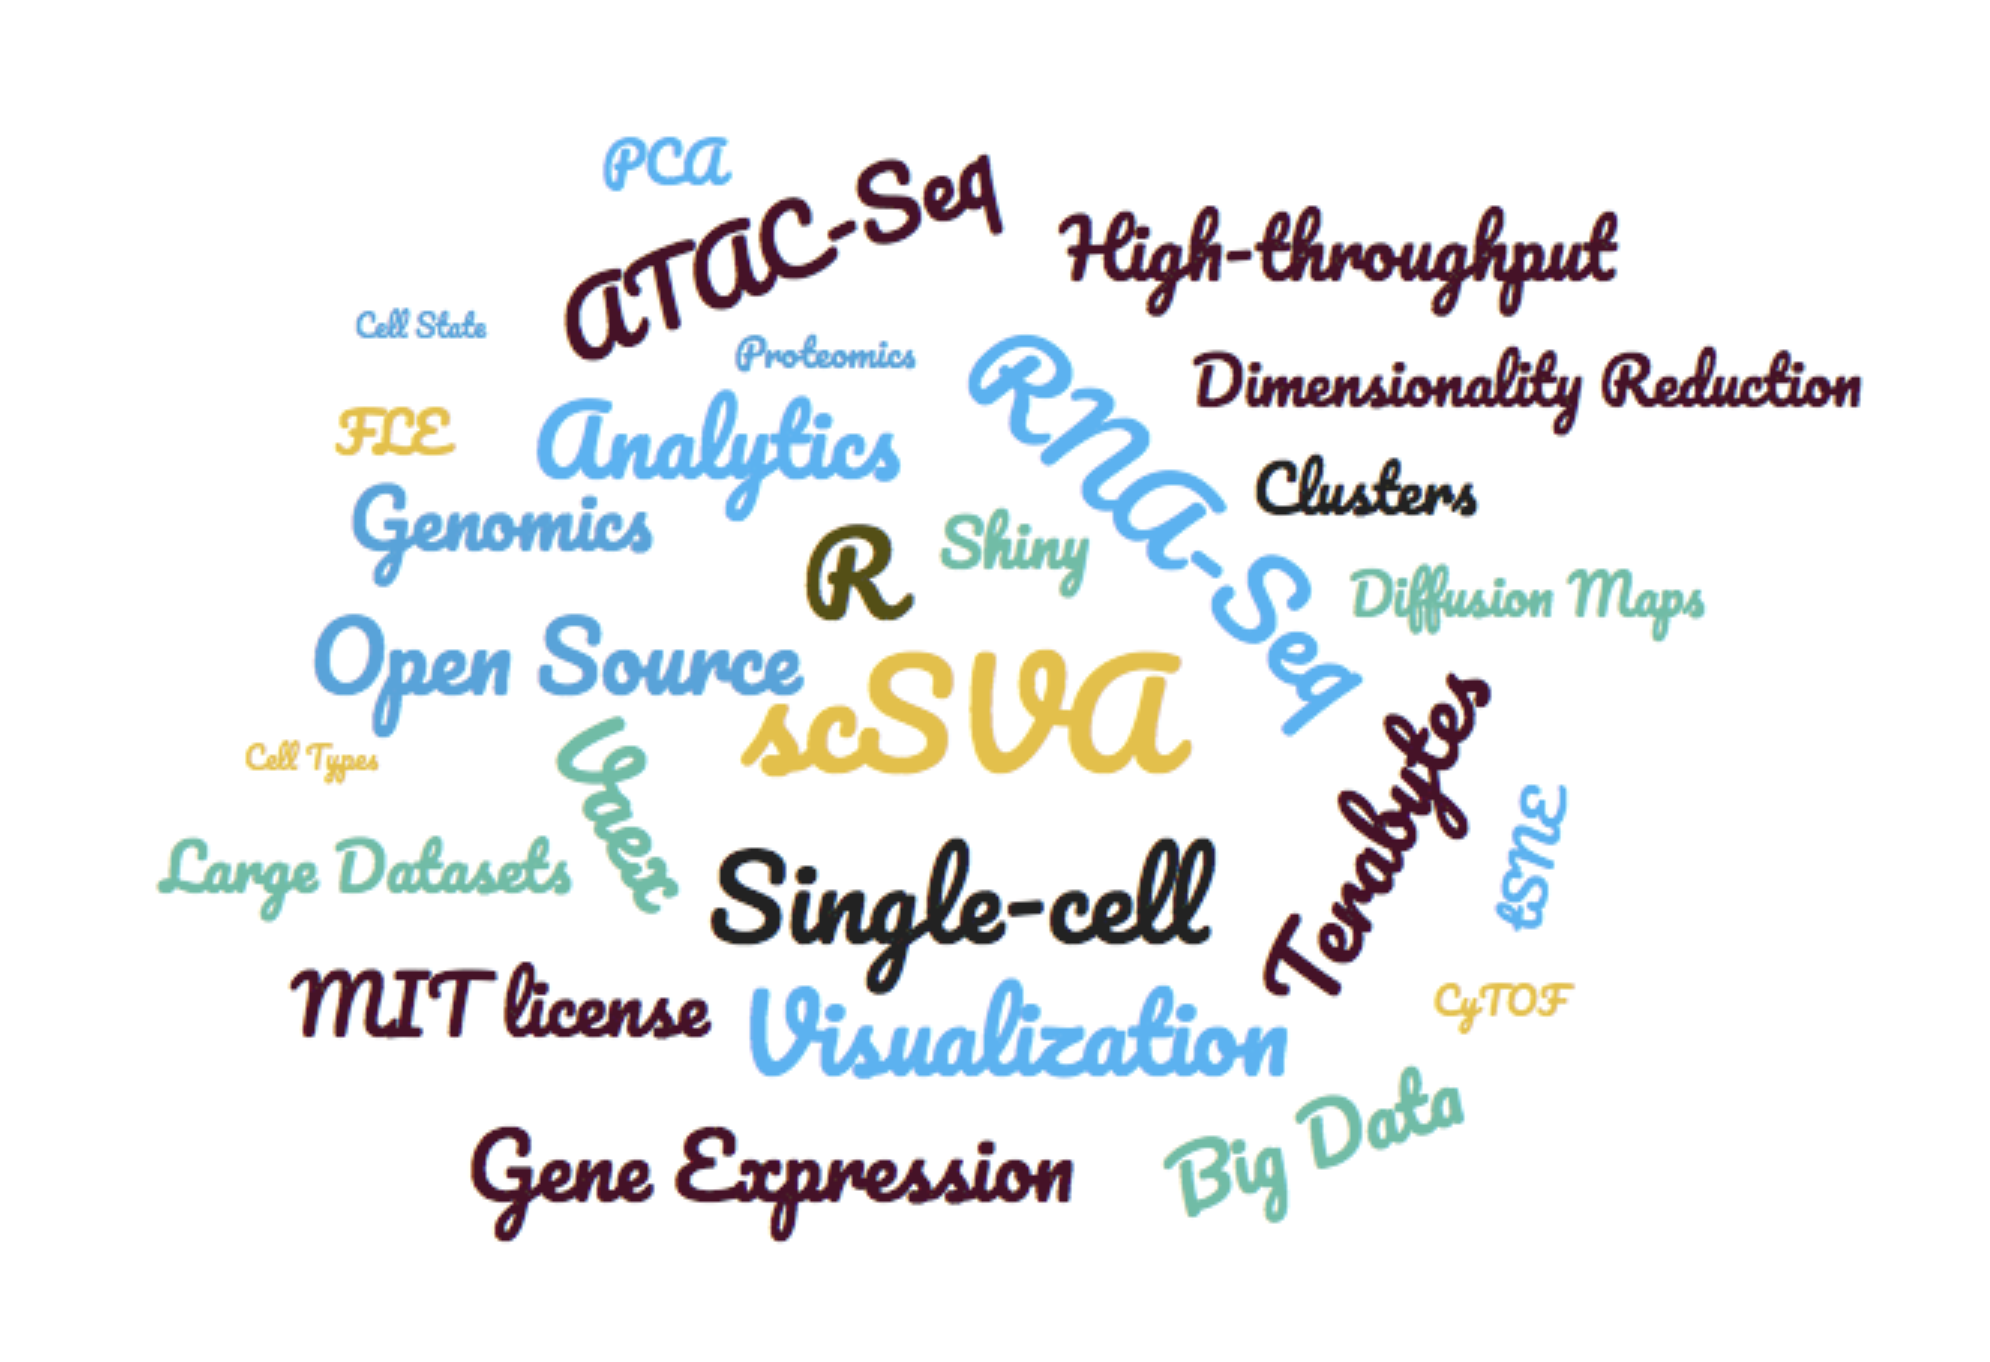 PCA
ATAC-Seq
High-throughput
Cell State
Proteomics
RNA-Seq
Dimensionality Reduction
FLE
Analytics
Clusters
Genomics
R
Shiny
Diffusion Maps
Open Source
scSVA
Terabytes
Cell Types
Vaex
tSNE
Large Datasets
Single-cell
MIT license
Visualization
CyTOF
Gene Expression
Big Data